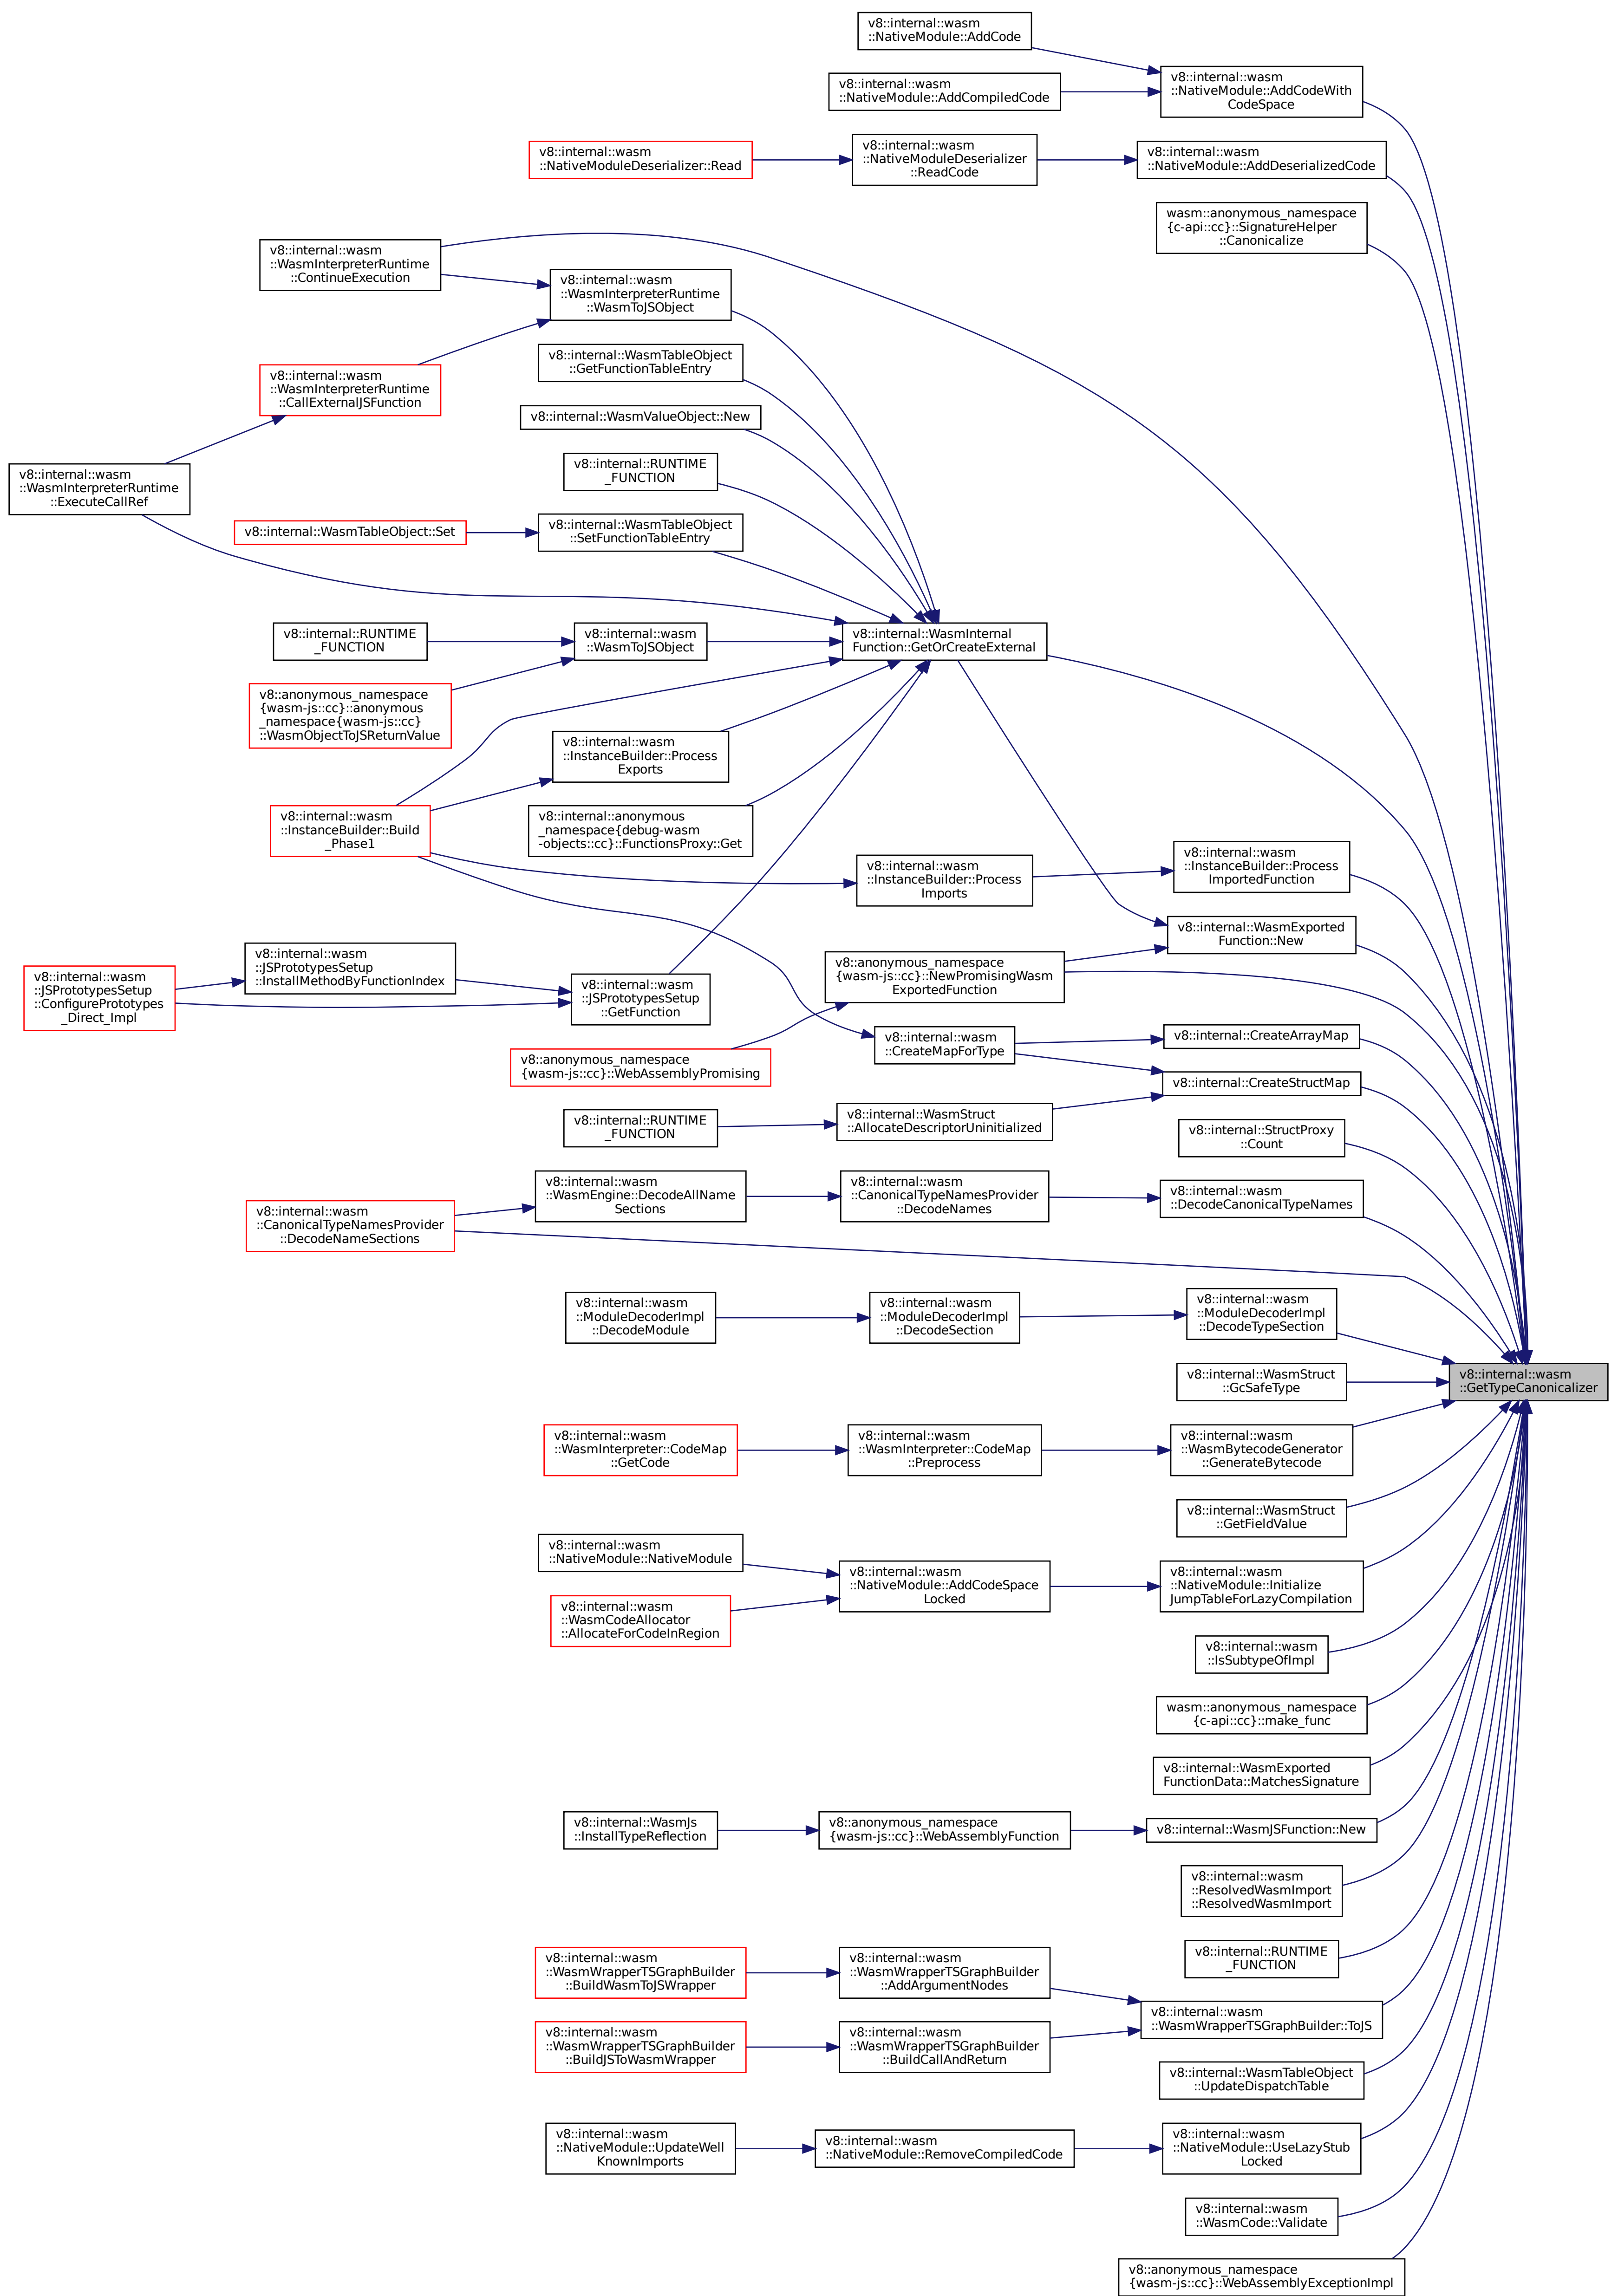 v8::internal::wasm
::NativeModule::AddCode
v8::internal::wasm
::NativeModule::AddCodeWith
CodeSpace
v8::internal::wasm
::NativeModule::AddCompiledCode
v8::internal::wasm
::NativeModuleDeserializer::Read
v8::internal::wasm
::NativeModuleDeserializer
::ReadCode
v8::internal::wasm
::NativeModule::AddDeserializedCode
wasm::anonymous_namespace
{c-api::cc}::SignatureHelper
::Canonicalize
v8::internal::wasm
::WasmInterpreterRuntime
::ContinueExecution
v8::internal::wasm
::WasmInterpreterRuntime
::WasmToJSObject
v8::internal::WasmTableObject
::GetFunctionTableEntry
v8::internal::wasm
::WasmInterpreterRuntime
::CallExternalJSFunction
v8::internal::WasmValueObject::New
v8::internal::RUNTIME
_FUNCTION
v8::internal::wasm
::WasmInterpreterRuntime
::ExecuteCallRef
v8::internal::WasmTableObject::Set
v8::internal::WasmTableObject
::SetFunctionTableEntry
v8::internal::RUNTIME
_FUNCTION
v8::internal::wasm
::WasmToJSObject
v8::internal::WasmInternal
Function::GetOrCreateExternal
v8::anonymous_namespace
{wasm-js::cc}::anonymous
_namespace{wasm-js::cc}
::WasmObjectToJSReturnValue
v8::internal::wasm
::InstanceBuilder::Process
Exports
v8::internal::wasm
::InstanceBuilder::Build
_Phase1
v8::internal::anonymous
_namespace{debug-wasm
-objects::cc}::FunctionsProxy::Get
v8::internal::wasm
::InstanceBuilder::Process
Imports
v8::internal::wasm
::InstanceBuilder::Process
ImportedFunction
v8::internal::WasmExported
Function::New
v8::internal::wasm
::JSPrototypesSetup
::ConfigurePrototypes
_Direct_Impl
v8::internal::wasm
::JSPrototypesSetup
::InstallMethodByFunctionIndex
v8::internal::wasm
::JSPrototypesSetup
::GetFunction
v8::anonymous_namespace
{wasm-js::cc}::NewPromisingWasm
ExportedFunction
v8::anonymous_namespace
{wasm-js::cc}::WebAssemblyPromising
v8::internal::wasm
::CreateMapForType
v8::internal::CreateArrayMap
v8::internal::CreateStructMap
v8::internal::RUNTIME
_FUNCTION
v8::internal::WasmStruct
::AllocateDescriptorUninitialized
v8::internal::StructProxy
::Count
v8::internal::wasm
::CanonicalTypeNamesProvider
::DecodeNameSections
v8::internal::wasm
::WasmEngine::DecodeAllName
Sections
v8::internal::wasm
::CanonicalTypeNamesProvider
::DecodeNames
v8::internal::wasm
::DecodeCanonicalTypeNames
v8::internal::wasm
::ModuleDecoderImpl
::DecodeModule
v8::internal::wasm
::ModuleDecoderImpl
::DecodeSection
v8::internal::wasm
::ModuleDecoderImpl
::DecodeTypeSection
v8::internal::WasmStruct
::GcSafeType
v8::internal::wasm
::GetTypeCanonicalizer
v8::internal::wasm
::WasmInterpreter::CodeMap
::GetCode
v8::internal::wasm
::WasmInterpreter::CodeMap
::Preprocess
v8::internal::wasm
::WasmBytecodeGenerator
::GenerateBytecode
v8::internal::WasmStruct
::GetFieldValue
v8::internal::wasm
::NativeModule::NativeModule
v8::internal::wasm
::WasmCodeAllocator
::AllocateForCodeInRegion
v8::internal::wasm
::NativeModule::AddCodeSpace
Locked
v8::internal::wasm
::NativeModule::Initialize
JumpTableForLazyCompilation
v8::internal::wasm
::IsSubtypeOfImpl
wasm::anonymous_namespace
{c-api::cc}::make_func
v8::internal::WasmExported
FunctionData::MatchesSignature
v8::internal::WasmJs
::InstallTypeReflection
v8::anonymous_namespace
{wasm-js::cc}::WebAssemblyFunction
v8::internal::WasmJSFunction::New
v8::internal::wasm
::ResolvedWasmImport
::ResolvedWasmImport
v8::internal::RUNTIME
_FUNCTION
v8::internal::wasm
::WasmWrapperTSGraphBuilder
::BuildWasmToJSWrapper
v8::internal::wasm
::WasmWrapperTSGraphBuilder
::AddArgumentNodes
v8::internal::wasm
::WasmWrapperTSGraphBuilder::ToJS
v8::internal::wasm
::WasmWrapperTSGraphBuilder
::BuildJSToWasmWrapper
v8::internal::wasm
::WasmWrapperTSGraphBuilder
::BuildCallAndReturn
v8::internal::WasmTableObject
::UpdateDispatchTable
v8::internal::wasm
::NativeModule::UpdateWell
KnownImports
v8::internal::wasm
::NativeModule::RemoveCompiledCode
v8::internal::wasm
::NativeModule::UseLazyStub
Locked
v8::internal::wasm
::WasmCode::Validate
v8::anonymous_namespace
{wasm-js::cc}::WebAssemblyExceptionImpl